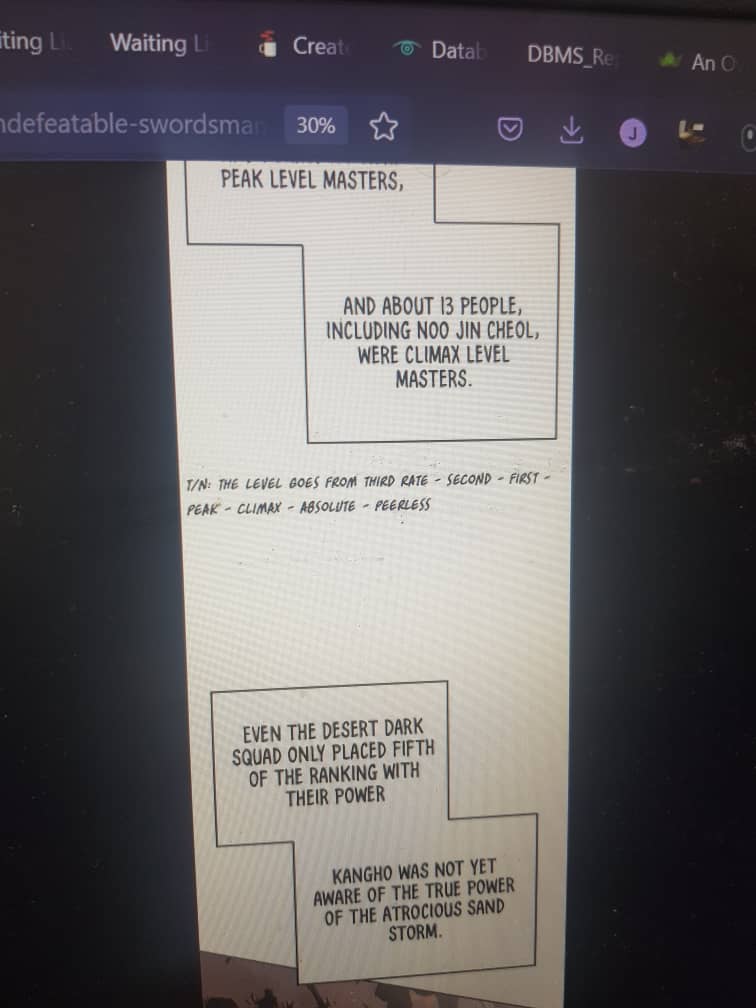 Waiting Li
Creat
Datab
DBMS_Re
An O
ndefeatable-swordsman
30%
J
PEAK LEVEL MASTERS,
AND ABOUT 13 PEOPLE,
INCLUDING NOO JIN CHEOL,
WERE CLIMAX LEVEL
MASTERS.
T/N: THE LEVEL GOES FROM THIRD RATE - SECOND - FIRST -
PEAK - CLIMAX - ABSOLUTE - PEERLESS
EVEN THE DESERT DARK
SQUAD ONLY PLACED FIFTH
OF THE RANKING WITH
THEIR POWER
KANGHO WAS NOT YET
AWARE OF THE TRUE POWER
OF THE ATROCIOUS SAND
STORM.